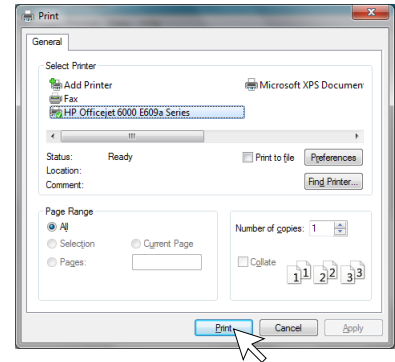 Print
General
Select Printer
Add Printer
Microsoft XPS Documen
Fax
HP Officejet 6000 E609a Series
Status: Ready
Print to file
Preferences
Location:
Comment:
Find Printer...
Page Range
All
Number of copies: 1
Selection
Current Page
Pages:
Collate
1 1 2 2 3 3
Print
Cancel
Apply